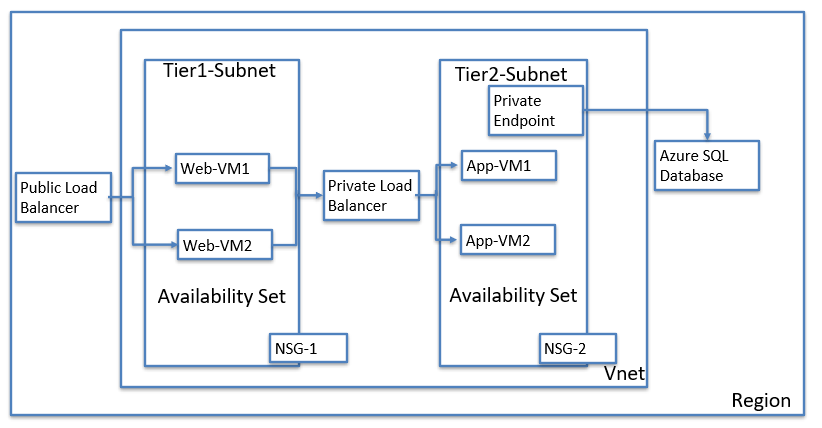 Tier1-Subnet
Tier2-Subnet
Private
Endpoint
Web-VM1
App-VM1
Azure SQL
Database
Public Load
Balancer
Private Load
Balancer
Web-VM2
App-VM2
Availability Set
Availability Set
NSG-1
NSG-2
Vnet
Region